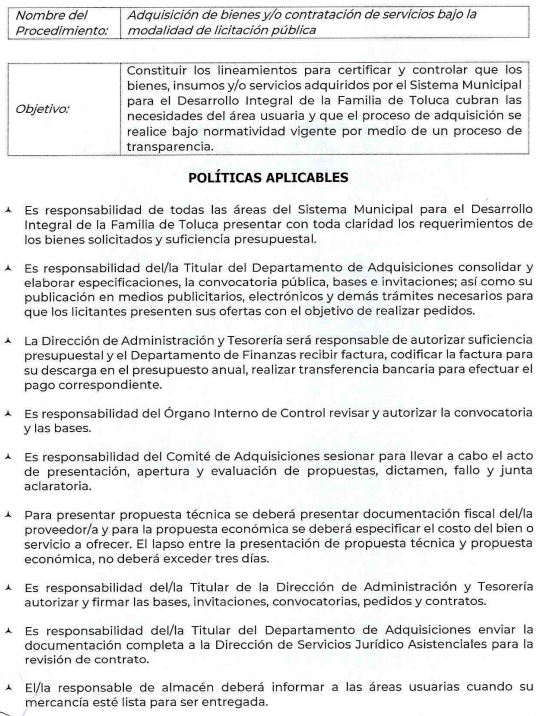 Nombre del Procedimiento:
Adquisición de bienes y/o contratación de servicios bajo la
modalidad de licitación pública
Objetivo:
Constituir los lineamientos para certificar y controlar que los
bienes, insumos y/o servicios adquiridos por el Sistema Municipal
para el Desarrollo Integral de la Familia de Toluca cubran las
necesidades del área usuaria y que el proceso de adquisición se
realice bajo normatividad vigente por medio de un proceso de
transparencia.
POLÍTICAS APLICABLES
Es responsabilidad de todas las áreas del Sistema Municipal para el Desarrollo
Integral de la Familia de Toluca presentar con toda claridad los requerimientos de
los bienes solicitados y suficiencia presupuestal.
Es responsabilidad del/la Titular del Departamento de Adquisiciones consolidar y
elaborar especificaciones, la convocatoria pública, bases e invitaciones; así como su
publicación en medios publicitarios, electrónicos y demás trámites necesarios para
que los licitantes presenten sus ofertas con el objetivo de realizar pedidos.
La Dirección de Administración y Tesorería será responsable de autorizar suficiencia
presupuestal y el Departamento de Finanzas recibir factura, codificar la factura para
su descarga en el presupuesto anual, realizar transferencia bancaria para efectuar el
pago correspondiente.
Es responsabilidad del Órgano Interno de Control revisar y autorizar la convocatoria
y las bases.
Es responsabilidad del Comité de Adquisiciones sesionar para llevar a cabo el acto
de presentación, apertura y evaluación de propuestas, dictamen, fallo y junta
aclaratoria.
Para presentar propuesta técnica se deberá presentar documentación fiscal del/la
proveedor/a y para la propuesta económica se deberá especificar el costo del bien o
servicio a ofrecer. El lapso entre la presentación de propuesta técnica y propuesta
económica, no deberá exceder tres días.
Es responsabilidad del/la Titular de la Dirección de Administración y Tesorería
autorizar y firmar las bases, invitaciones, convocatorias, pedidos y contratos.
Es responsabilidad del/la Titular del Departamento de Adquisiciones enviar la
documentación completa a la Dirección de Servicios Jurídico Asistenciales para la
revisión de contrato.
El/la responsable de almacén deberá informar a las áreas usuarias cuando su
mercancía esté lista para ser entregada.